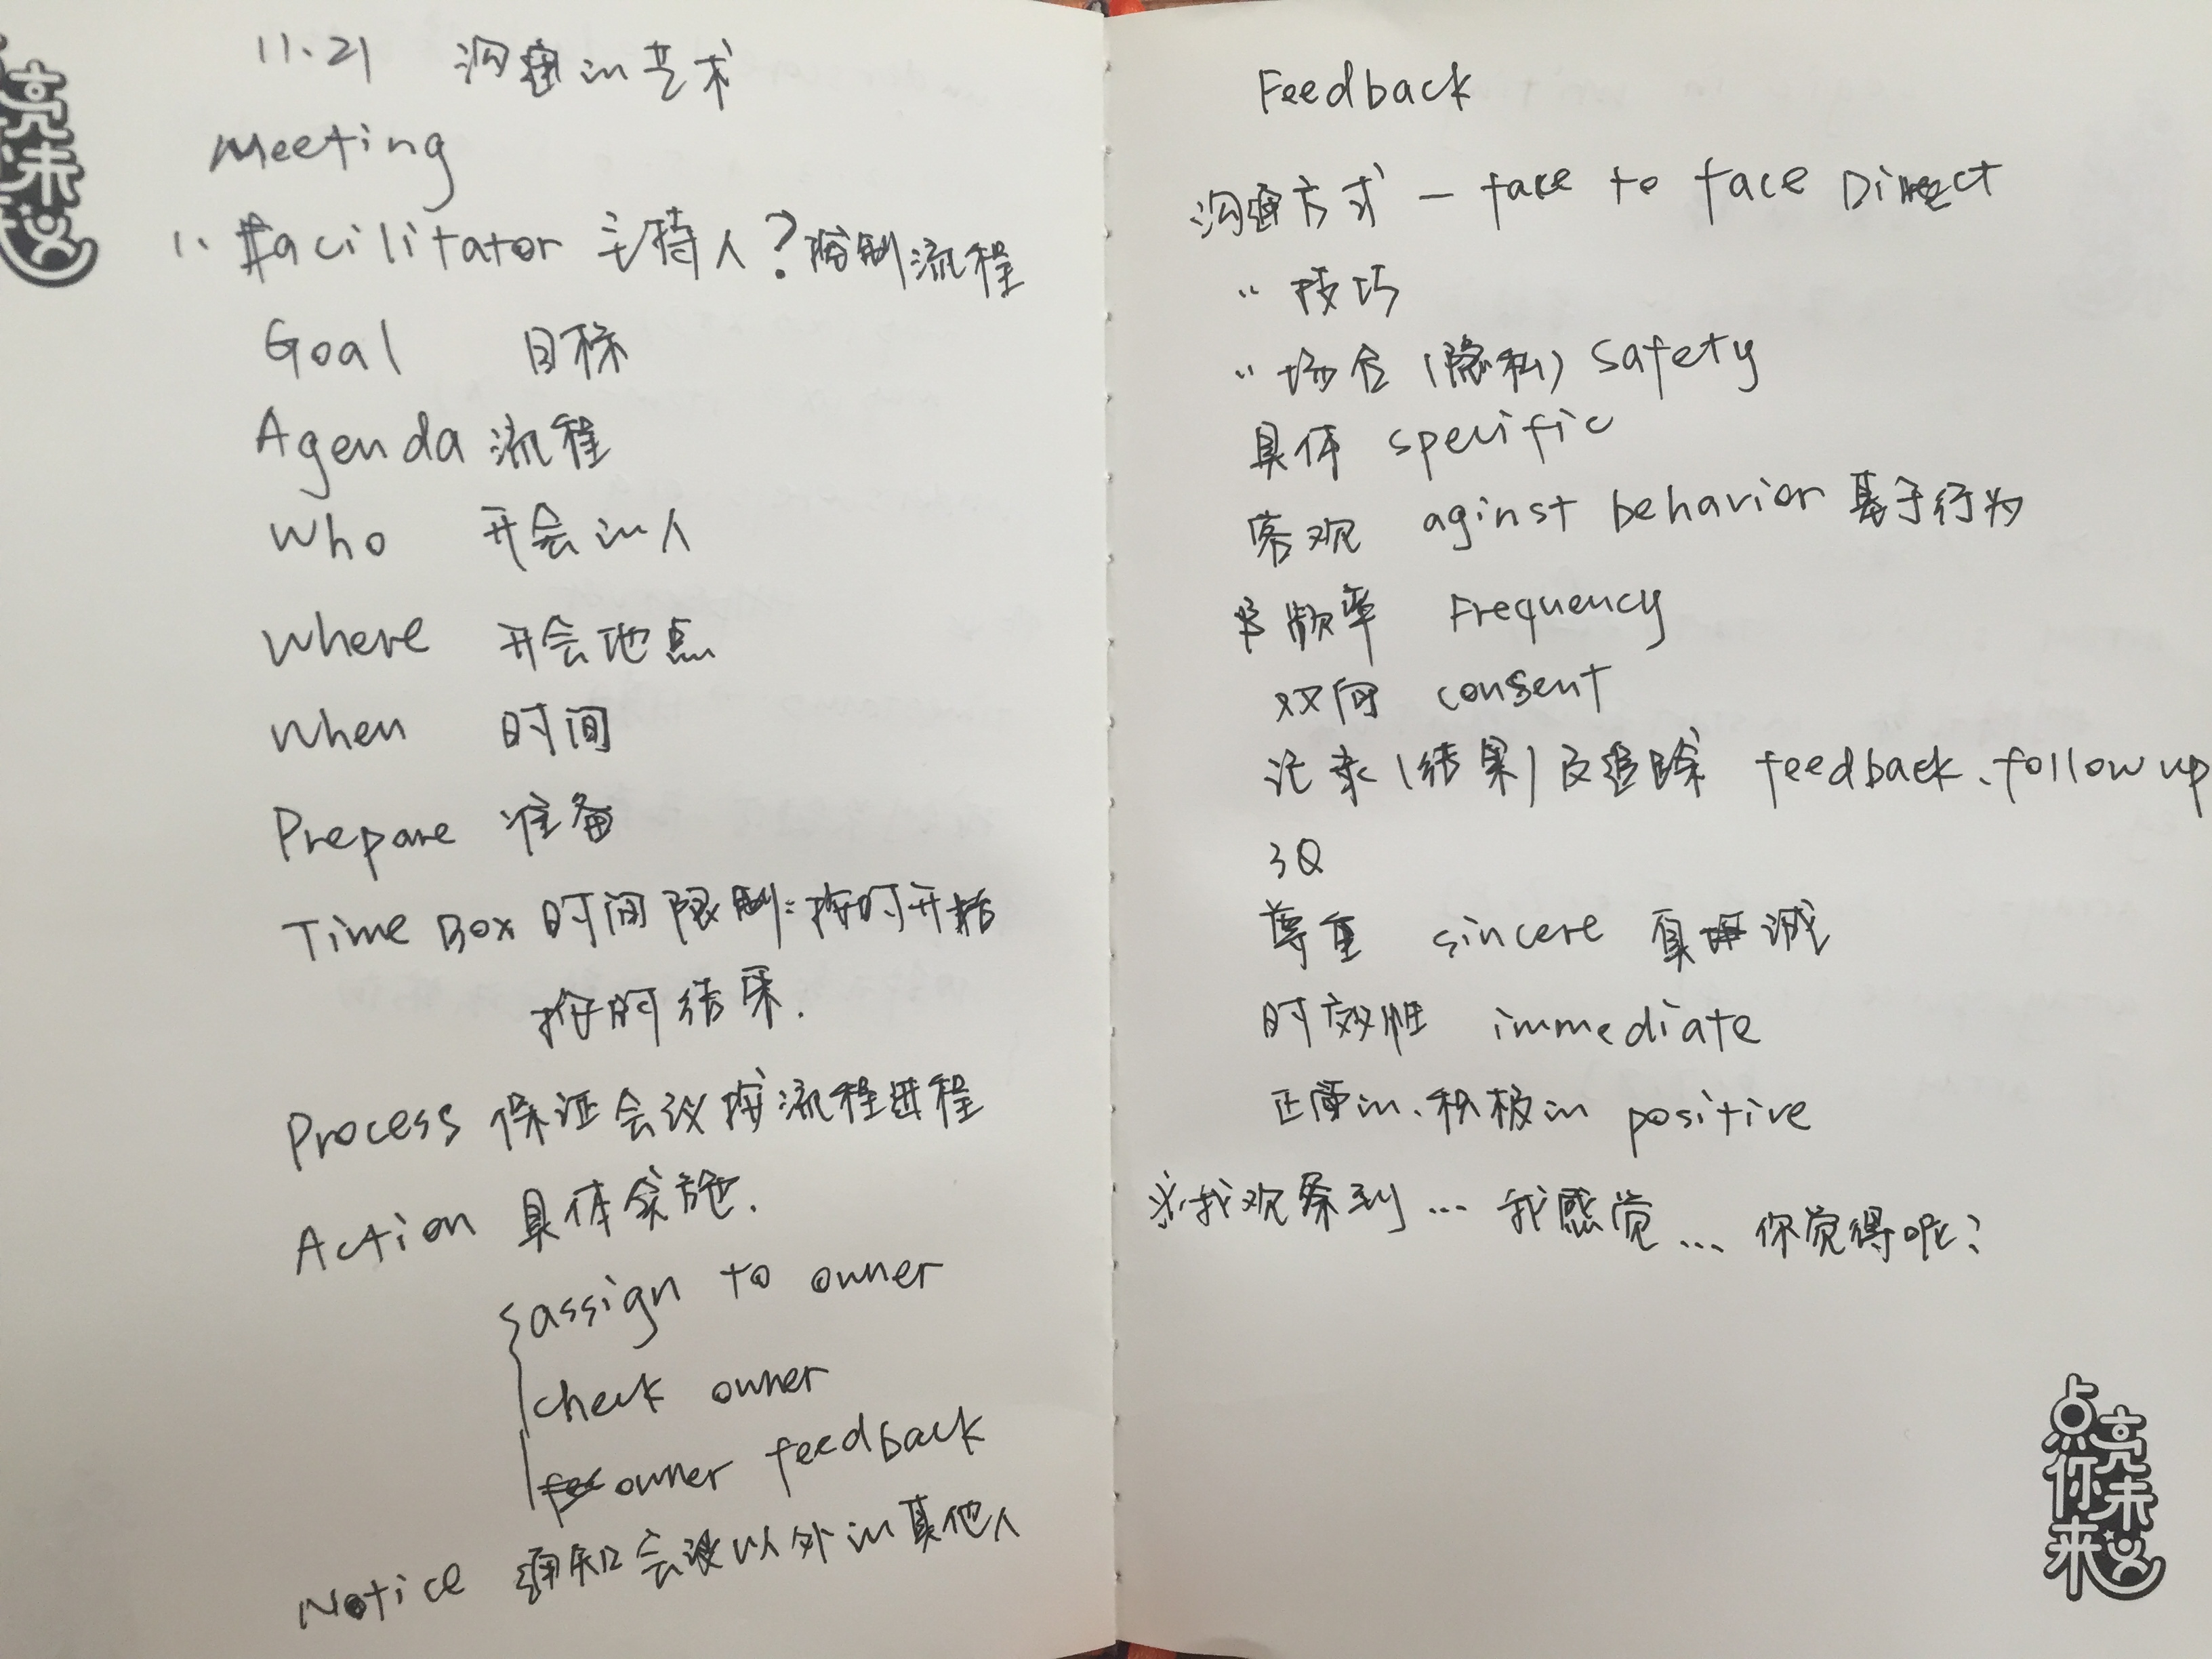 11.21 沟通的艺术
Meeting
1. facilitator 主持人? 控制流程
Goal 目标
Agenda 流程
Who 开会的人
Where 开会地点
When 时间
Prepare 准备
Time Box 时间限制:按时开始
按时结束.
Process 保证会议按流程进程
Action 具体实施.
assign to owner
check owner
owner feedback
Notice 通知会议以外的其他人
Feedback
沟通方式 — face to face Direct
" 技巧
" 场合 (隐私) Safety
具体 specific
客观 aginst behavior 基于行为
频率 Frequency
双向 consent
记录(结果)及追踪 feedback、follow up
3Q
尊重 sincere 真诚
时效性 immediate
正面的、积极的 positive
※我观察到... 我感觉... 你觉得呢?
点亮你未来